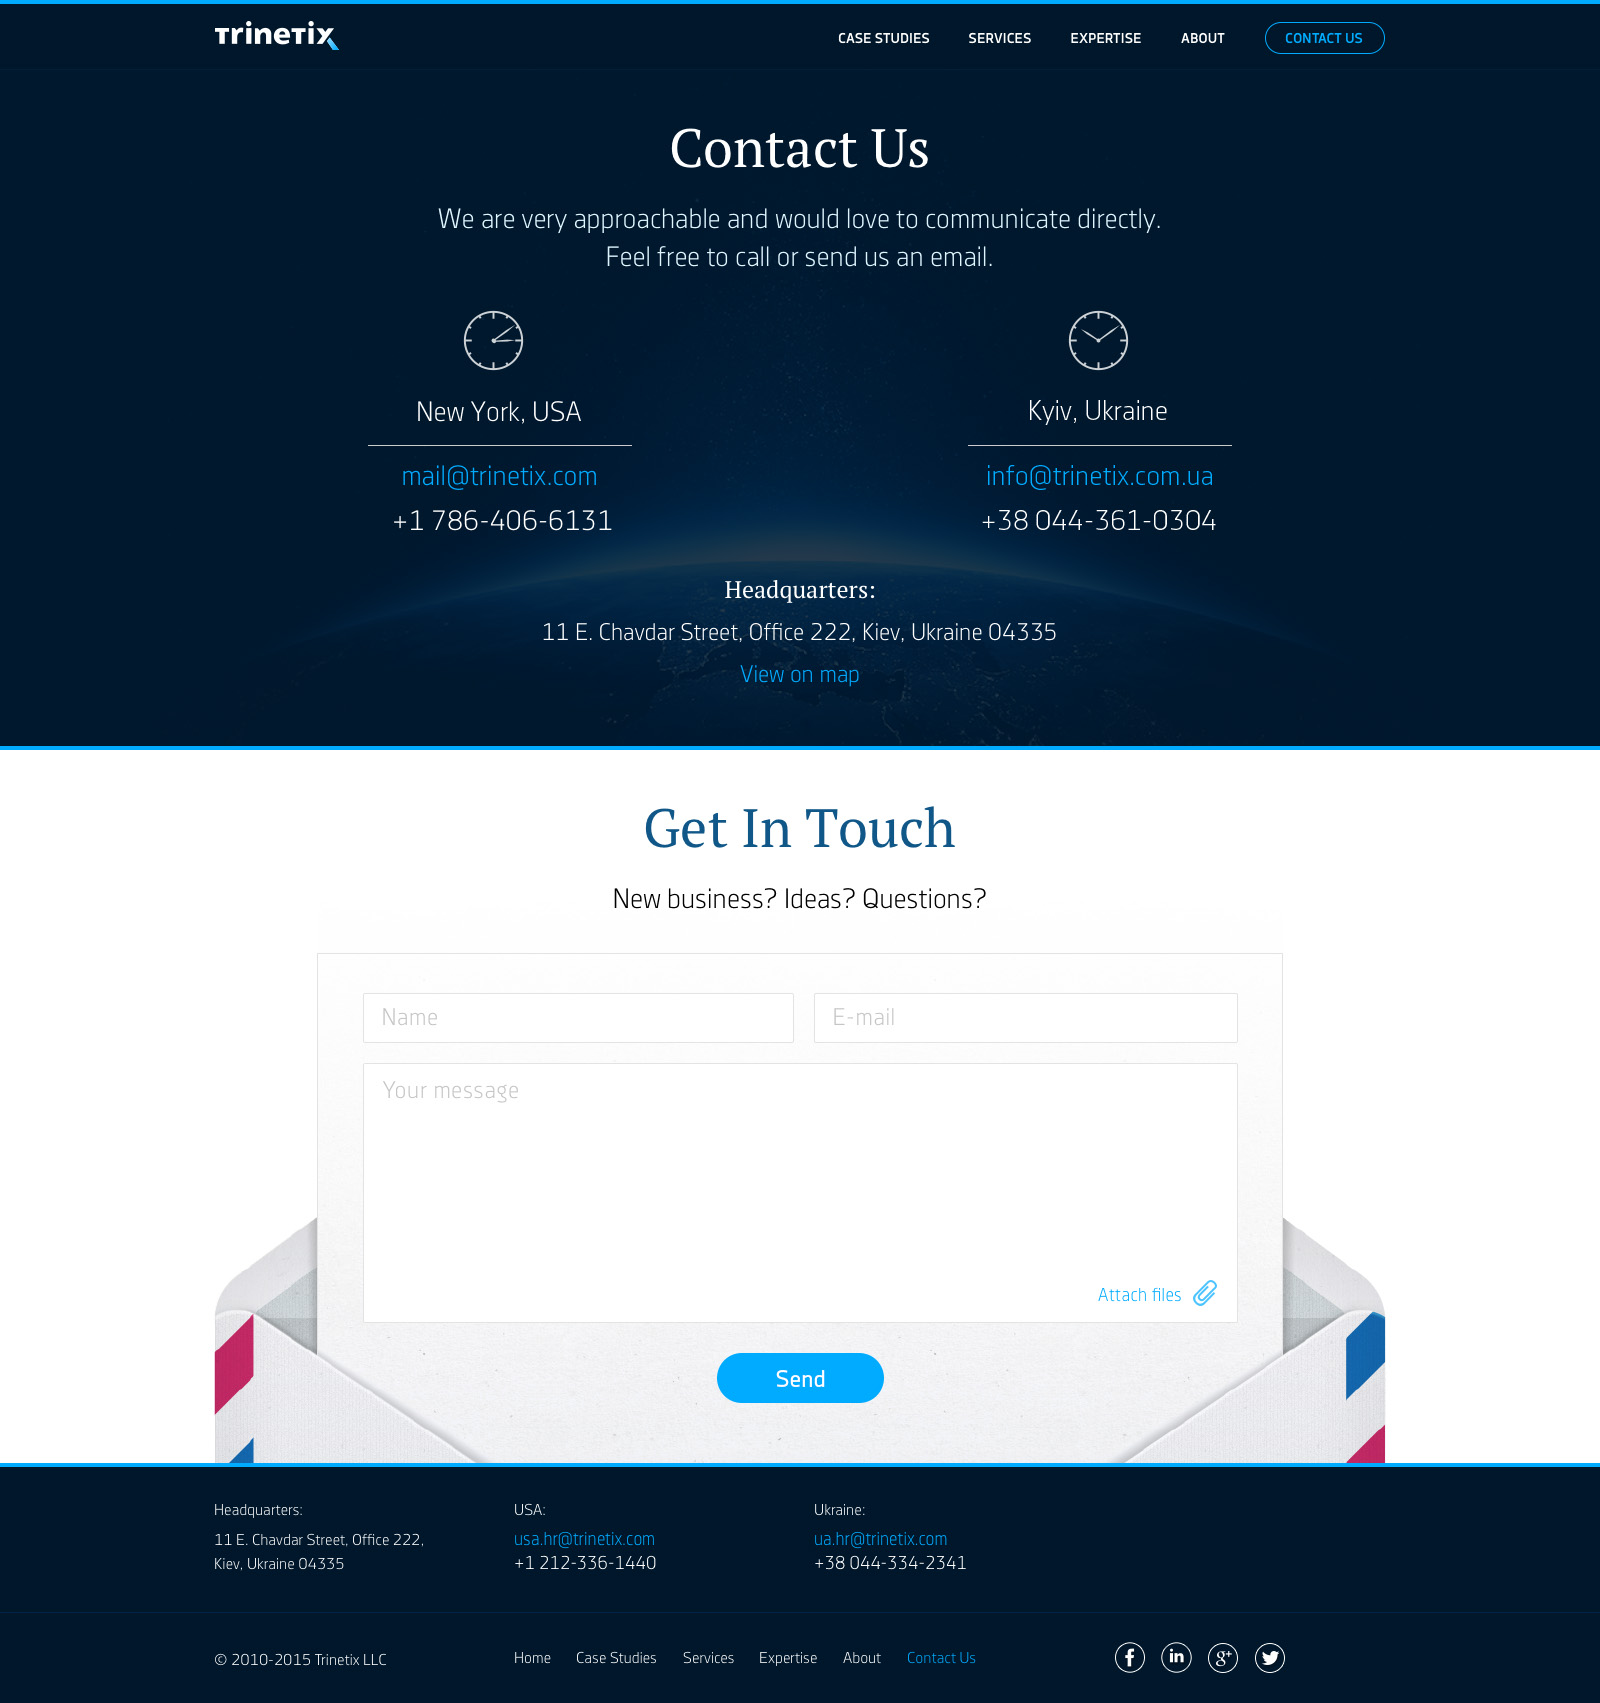 Trinetix
CASE STUDIES SERVICES EXPERTISE ABOUT CONTACT US
Contact Us
We are very approachable and would love to communicate directly.
Feel free to call or send us an email.
New York, USA
mail@trinetix.com
+1 786-406-6131
Kyiv, Ukraine
info@trinetix.com.ua
+38 044-361-0304
Headquarters:
11 E. Chavdar Street, Office 222, Kiev, Ukraine 04335
View on map
Get In Touch
New business? Ideas? Questions?
Name
E-mail
Your message
Attach files
Send
Headquarters:
11 E. Chavdar Street, Office 222,
Kiev, Ukraine 04335
USA:
usa.hr@trinetix.com
+1 212-336-1440
Ukraine:
ua.hr@trinetix.com
+38 044-334-2341
© 2010-2015 Trinetix LLC
Home Case Studies Services Expertise About Contact Us
f in g+